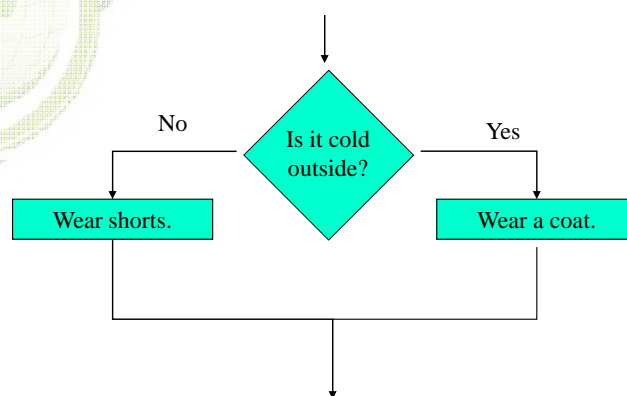 No
Is it cold
outside?
Yes
Wear shorts.
Wear a coat.